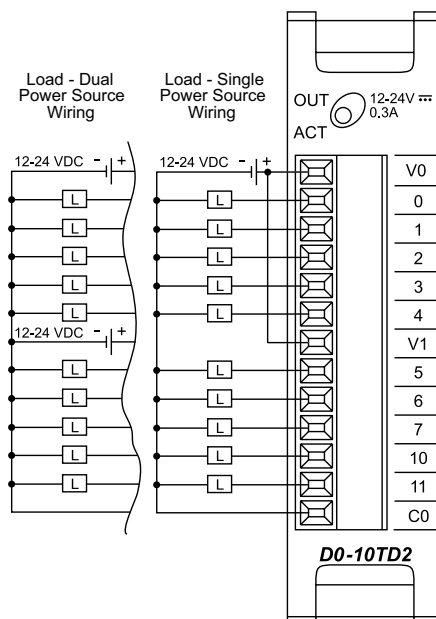 Load - Dual
Power Source
Wiring
Load - Single
Power Source
Wiring
OUT
ACT
12-24V ⎓
0.3A
12-24 VDC - +
12-24 VDC - +
V0
L
L
0
L
L
1
L
L
2
L
L
3
L
L
4
12-24 VDC - +
V1
L
L
5
L
L
6
L
L
7
L
L
10
L
L
11
C0
D0-10TD2